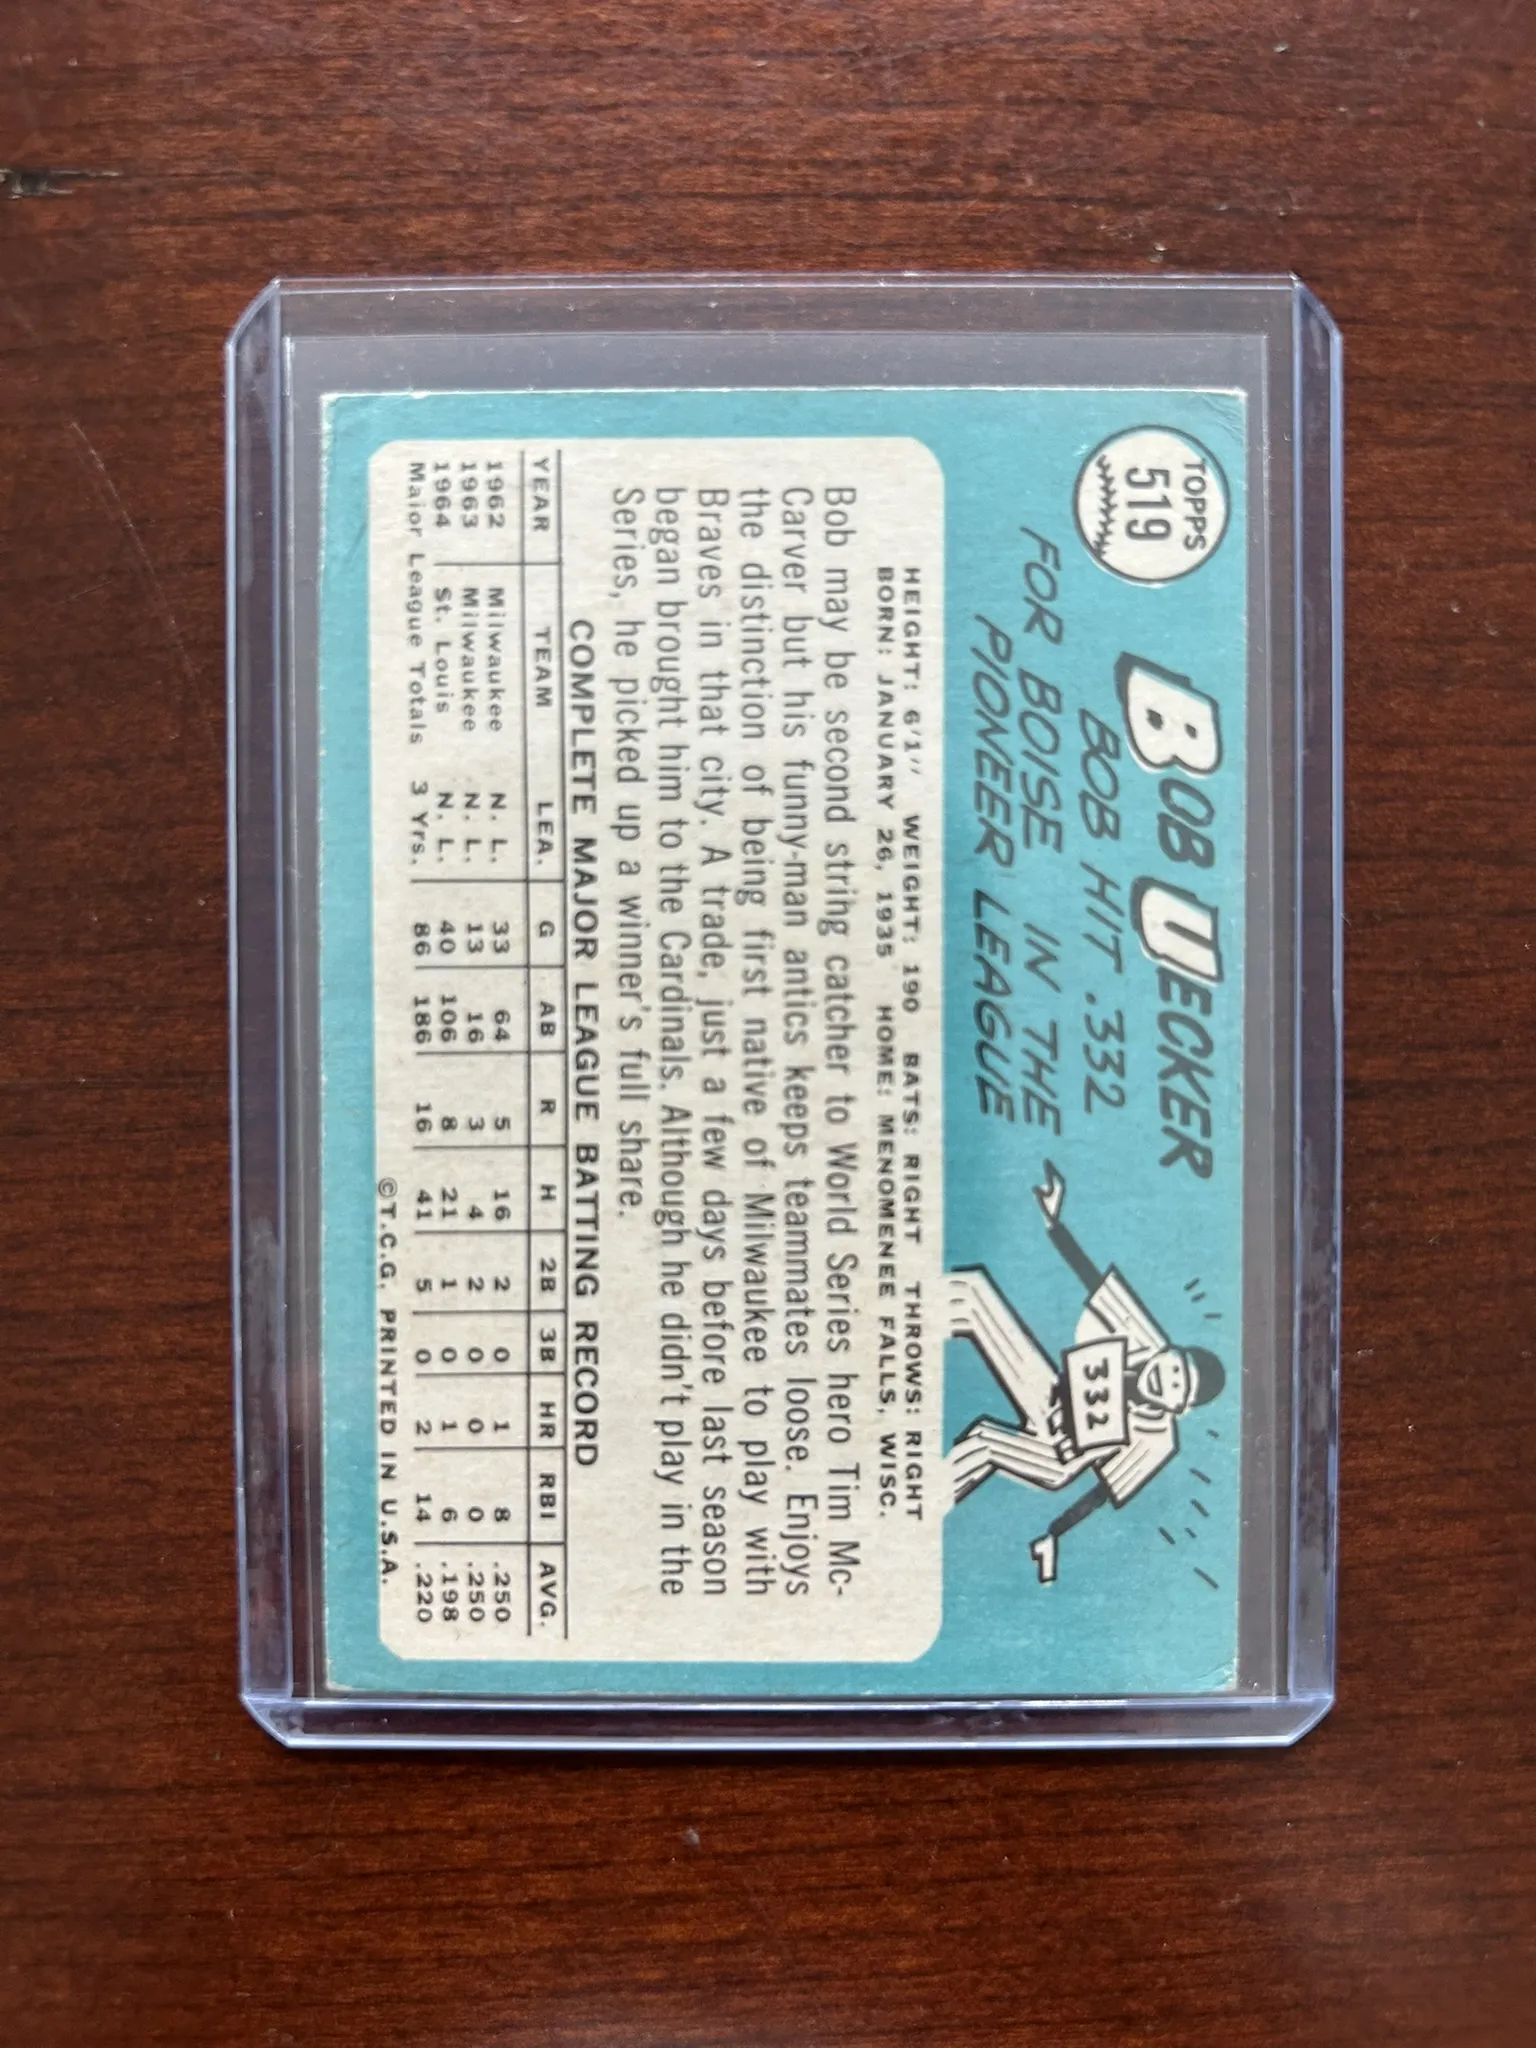 TOPPS
519
BOB UECKER
BOB HIT .332
FOR BOISE IN THE
PIONEER LEAGUE
332
HEIGHT: 6'1" WEIGHT: 190 BATS: RIGHT THROWS: RIGHT
BORN: JANUARY 26, 1935 HOME: MENOMENEE FALLS, WISC.
Bob may be second string catcher to World Series hero Tim Mc-
Carver but his funny-man antics keeps teammates loose. Enjoys
the distinction of being first native of Milwaukee to play with
Braves in that city. A trade, just a few days before last season
began brought him to the Cardinals. Although he didn't play in the
Series, he picked up a winner's full share.
COMPLETE MAJOR LEAGUE BATTING RECORD
YEAR TEAM LEA. G AB R H 2B 3B HR RBI AVG.
1962 Milwaukee N. L. 33 64 5 16 2 0 1 8 .250
1963 Milwaukee N. L. 13 16 3 4 2 0 0 0 .250
1964 St. Louis N. L. 40 106 8 21 1 0 1 6 .198
Major League Totals 3 Yrs. 86 186 16 41 5 0 2 14 .220
©T.C.G. PRINTED IN U.S.A.